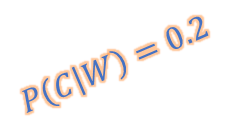 P(C|W) = 0.2